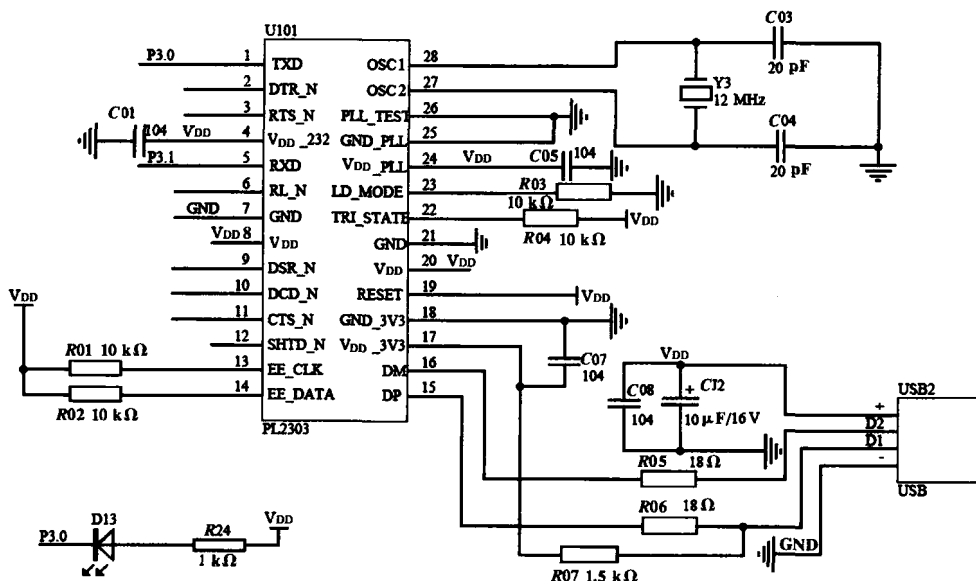 U101
P3.0 1 TXD
2 DTR_N
3 RTS_N
C01
104 VDD 4 VDD_232
P3.1 5 RXD
6 RL_N
GND 7 GND
VDD 8 VDD
9 DSR_N
10 DCD_N
11 CTS_N
12 SHTD_N
VDD
R01 10 kΩ 13 EE_CLK
14 EE_DATA
R02 10 kΩ
PL2303
OSC1 28
OSC2 27
PLL_TEST 26
GND_PLL 25
VDD_PLL 24 VDD C05 104
LD_MODE 23 R03
10 kΩ
TRI_STATE 22 VDD
R04 10 kΩ
GND 21
VDD 20 VDD
RESET 19 VDD
GND_3V3 18
VDD_3V3 17
DM 16
DP 15
C03
20 pF
Y3
12 MHz
C04
20 pF
C07
104
VDD
C08
104
+
CJ2
10 μF/16 V
USB2
+
D2
D1
-
USB
R05 18 Ω
R06 18 Ω
R07 1.5 kΩ
GND
P3.0
D13
R24
1 kΩ
VDD